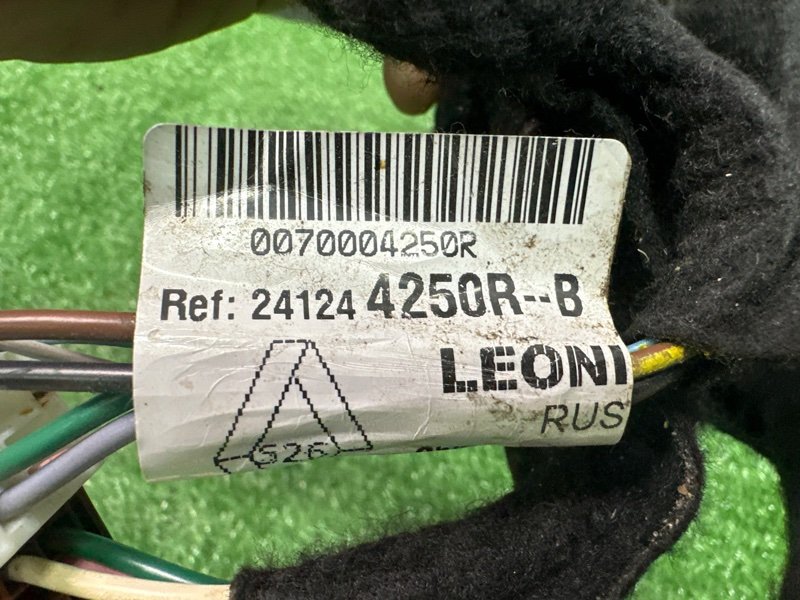 0070004250R
Ref: 24124 4250R--B
LEONI
RUS
S26